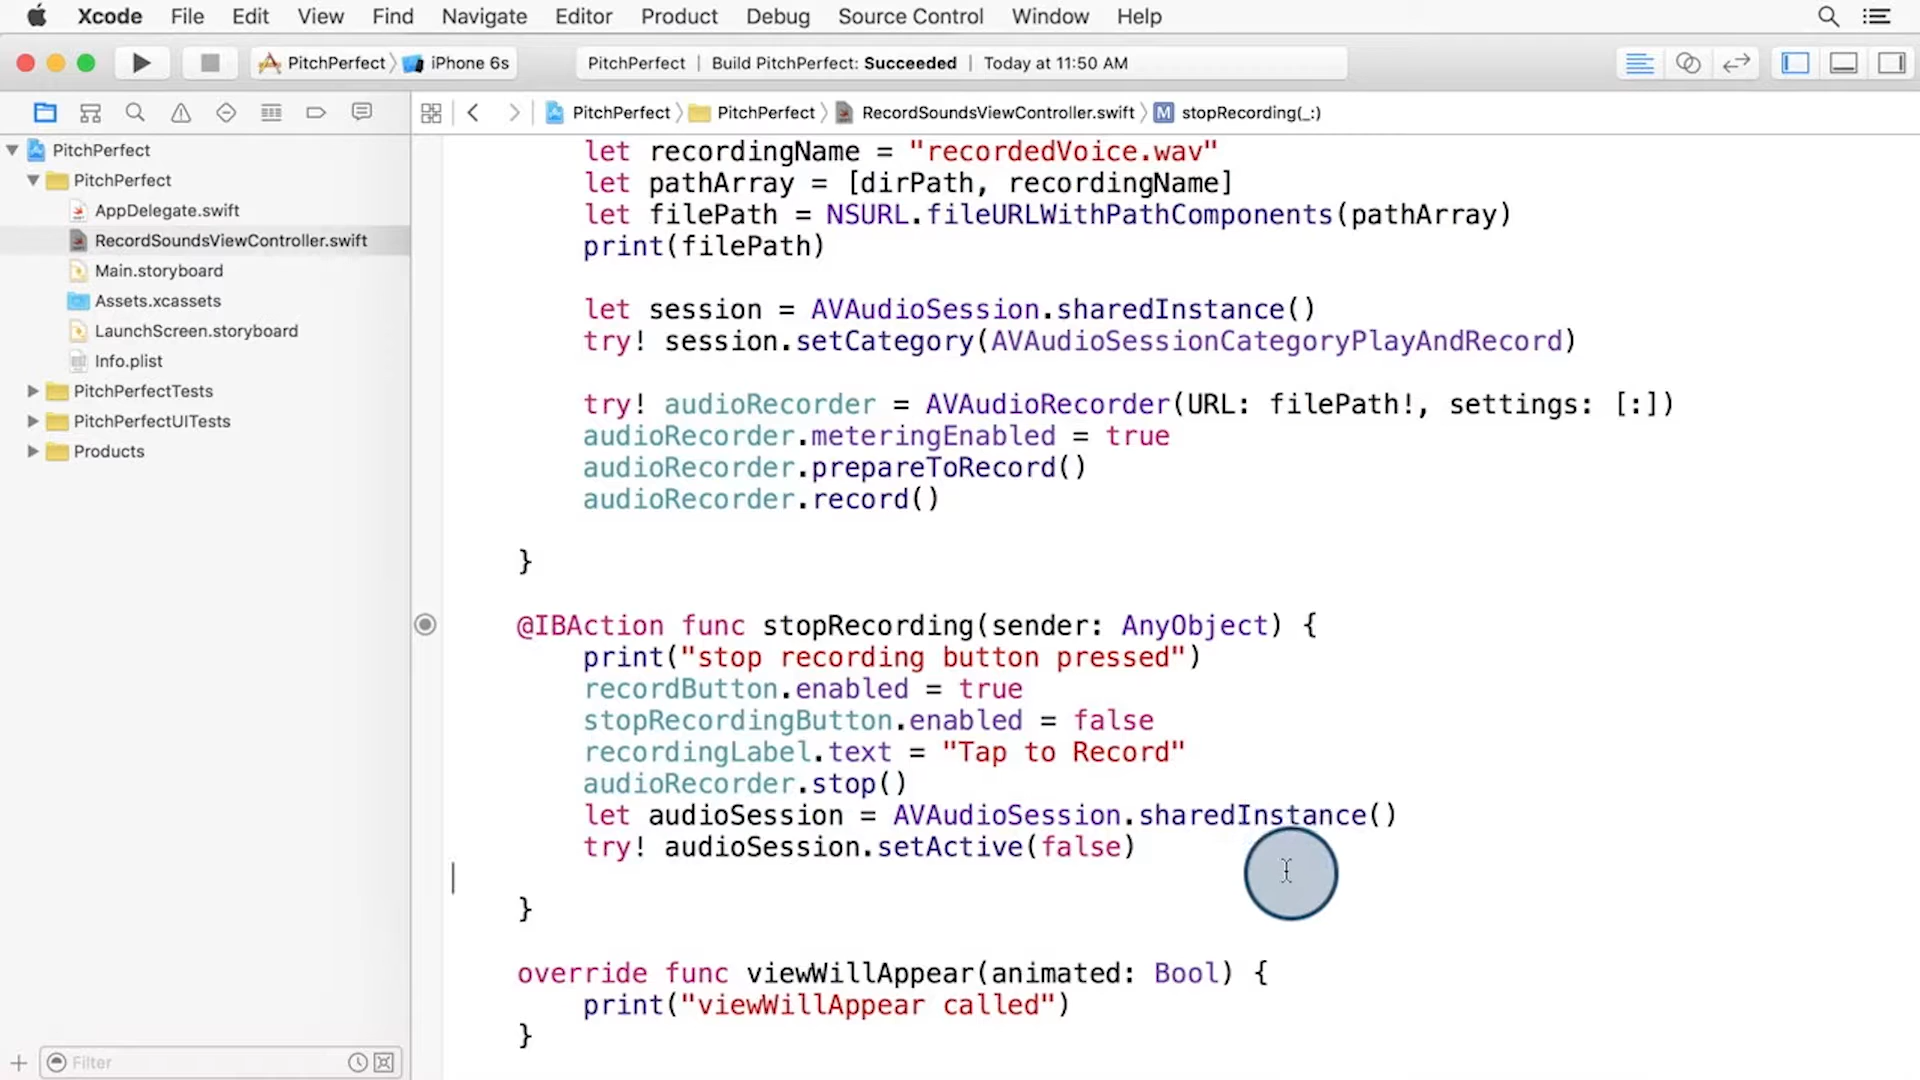 Xcode File Edit View Find Navigate Editor Product Debug Source Control Window Help
PitchPerfect iPhone 6s PitchPerfect | Build PitchPerfect: Succeeded | Today at 11:50 AM
PitchPerfect PitchPerfect RecordSoundsViewController.swift M stopRecording(_:)
PitchPerfect
PitchPerfect
AppDelegate.swift
RecordSoundsViewController.swift
Main.storyboard
Assets.xcassets
LaunchScreen.storyboard
Info.plist
PitchPerfectTests
PitchPerfectUITests
Products
Filter
let recordingName = "recordedVoice.wav"
let pathArray = [dirPath, recordingName]
let filePath = NSURL.fileURLWithPathComponents(pathArray)
print(filePath)
let session = AVAudioSession.sharedInstance()
try! session.setCategory(AVAudioSessionCategoryPlayAndRecord)
try! audioRecorder = AVAudioRecorder(URL: filePath!, settings: [:])
audioRecorder.meteringEnabled = true
audioRecorder.prepareToRecord()
audioRecorder.record()
}
@IBAction func stopRecording(sender: AnyObject) {
print("stop recording button pressed")
recordButton.enabled = true
stopRecordingButton.enabled = false
recordingLabel.text = "Tap to Record"
audioRecorder.stop()
let audioSession = AVAudioSession.sharedInstance()
try! audioSession.setActive(false)
}
override func viewWillAppear(animated: Bool) {
print("viewWillAppear called")
}